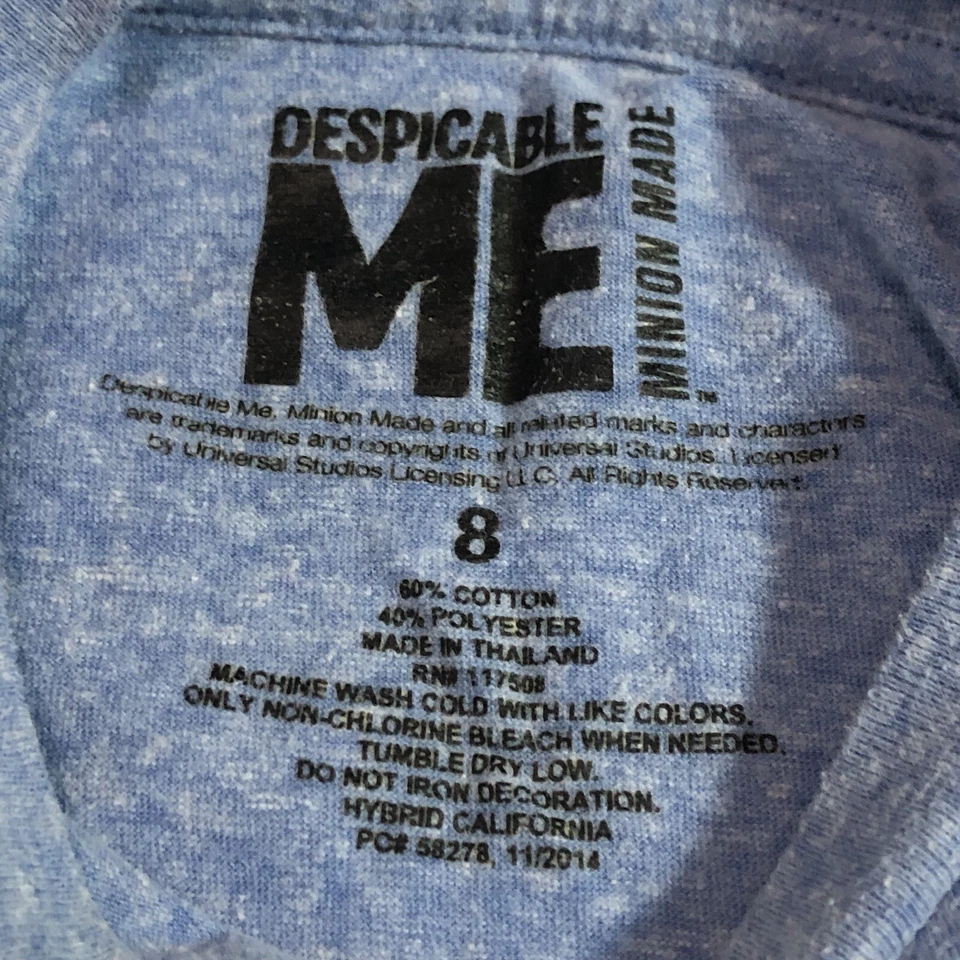 DESPICABLE
ME
MINION MADE
™
Despicable Me, Minion Made and all related marks and characters
are trademarks and copyrights of Universal Studios. Licensed
by Universal Studios Licensing LLC. All Rights Reserved.
8
60% COTTON
40% POLYESTER
MADE IN THAILAND
RN# 117508
MACHINE WASH COLD WITH LIKE COLORS.
ONLY NON-CHLORINE BLEACH WHEN NEEDED.
TUMBLE DRY LOW.
DO NOT IRON DECORATION.
HYBRID CALIFORNIA
PC# 58278, 11/2014